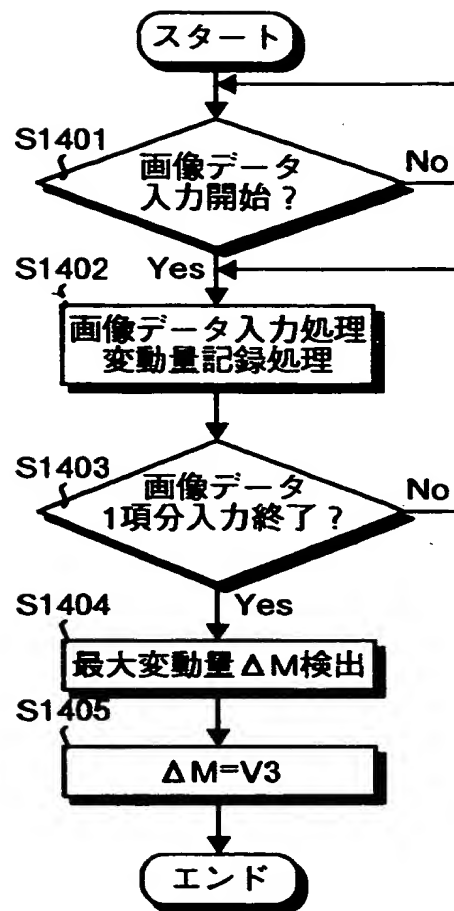 スタート
S1401
画像データ
入力開始?
No
S1402
Yes
画像データ入力処理
変動量記録処理
S1403
画像データ
1項分入力終了?
No
Yes
S1404
最大変動量ΔM検出
S1405
ΔM=V3
エンド